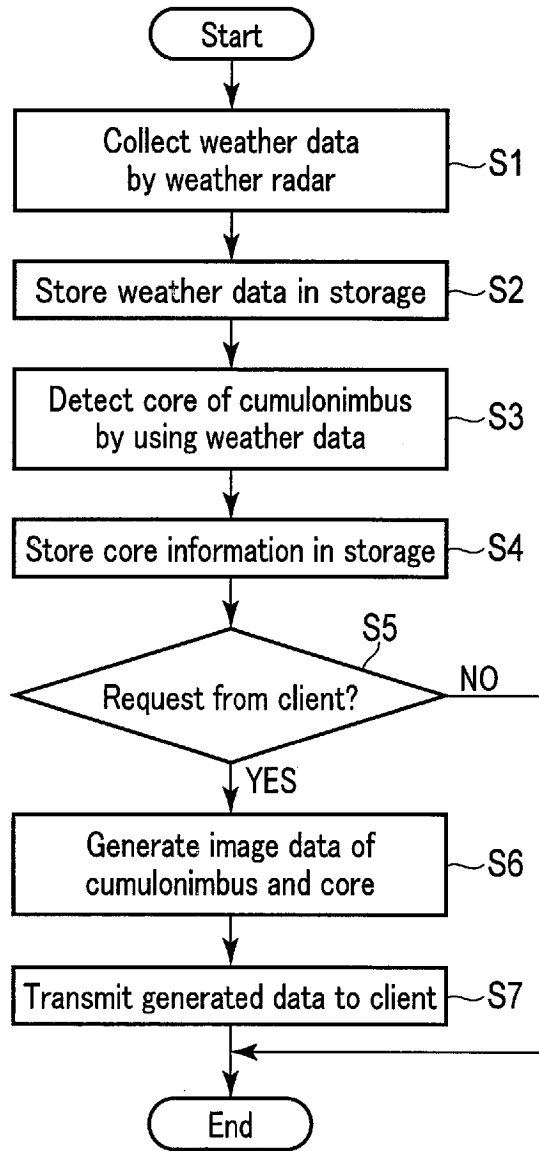 Start
Collect weather data
by weather radar
S1
Store weather data in storage
S2
Detect core of cumulonimbus
by using weather data
S3
Store core information in storage
S4
S5
Request from client?
NO
YES
Generate image data of
cumulonimbus and core
S6
Transmit generated data to client
S7
End